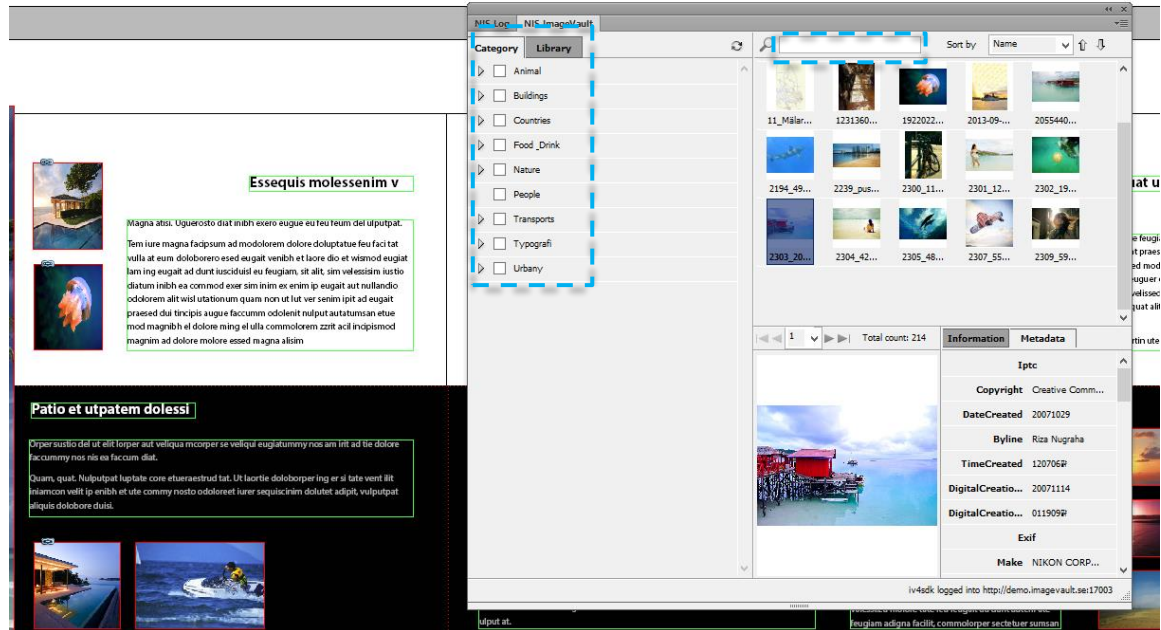 NIS-Log NIS-ImageVault
Category Library
Sort by Name
Animal
Buildings
Countries
Food_Drink
Nature
People
Transports
Typografi
Urbany
11_Mälar... 1231360... 1922022... 2013-09-... 2055440...
2194_49... 2239_pus... 2300_11... 2301_12... 2302_19...
2303_20... 2304_42... 2305_48... 2307_55... 2309_59...
1 Total count: 214
Information Metadata
Iptc
Copyright Creative Comm...
DateCreated 20071029
Byline Riza Nugraha
TimeCreated 120706
DigitalCreatio... 20071114
DigitalCreatio... 011909
Exif
Make NIKON CORP...
iv4sdk logged into http://demo.imagevault.se:17003
Essequis molessenim v
Magna atisi. Uguerosto diat inibh exero eugue eu feu feum del ulputpat.
Tem iure magna facipsum ad modolorem dolore doluptatue feu faci tat
vulla at eum doloborero esed eugait venibh et laore dio et wismod eugiat
lam ing eugait ad dunt iusciduisl eu feugiam, sit alit, sim velessisim iustio
diatum inibh ea commod exer sim inim ex enim ip eugait aut nullandio
odolorem alit wisl utationum quam non ut lut ver senim ipit ad eugait
praesed dui tincipis augue faccumm odolenit nulput autatumsan etue
mod magnibh el dolore ming el ulla commolorem zzrit acil incipismod
magnim ad dolore molore essed magna alisim
Patio et utpatem dolessi
Orper sustio del ut elit lorper aut veliqua mcorper se veliqui eugiatummy nos am irit ad tie dolore
faccummy nos nis ea faccum diat.
Quam, quat. Nulputpat luptate core etueraestrud tat. Ut laortie doloborper ing er si tate vent ilit
iniamcon velit ip enibh et ute commy nosto odoloreet iurer sequiscinim dolutet adipit, vulputpat
aliquis dolobore duisi.
ulput at.
feugiam adigna facilit, commolorper sectetuer sumsan